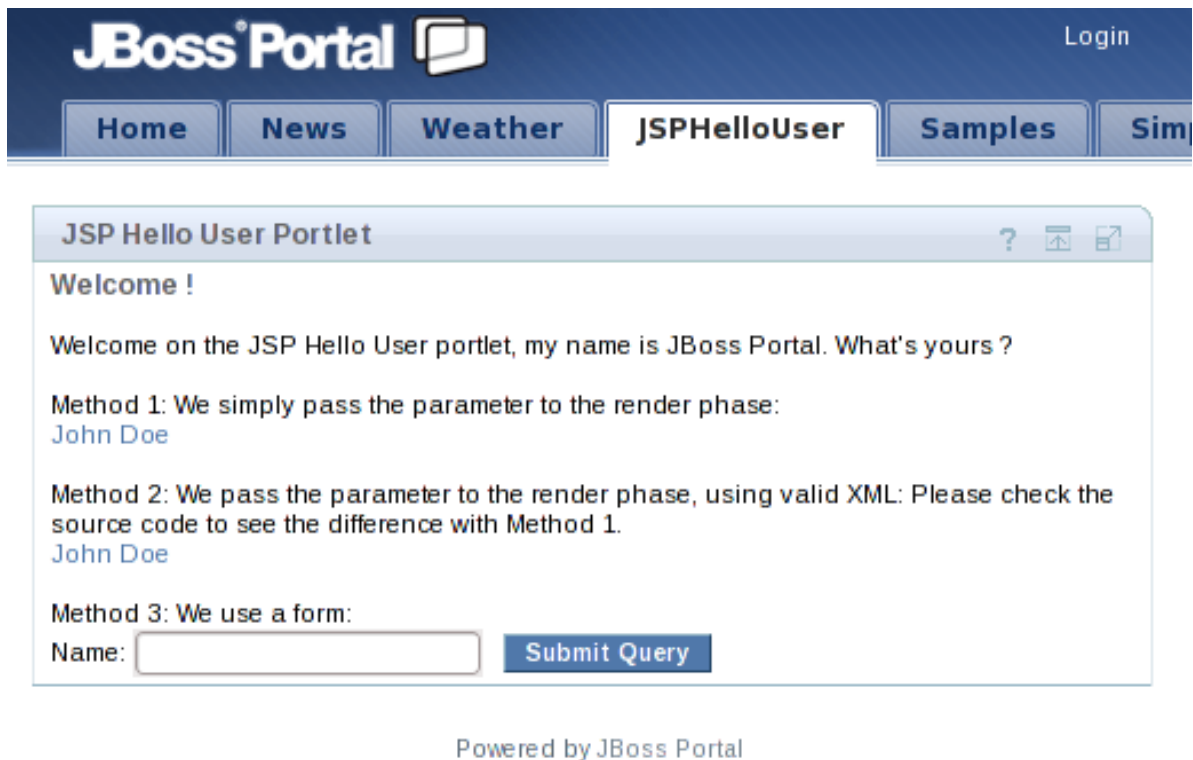 JBoss® Portal
Login
Home News Weather JSPHelloUser Samples
JSP Hello User Portlet ?
Welcome !
Welcome on the JSP Hello User portlet, my name is JBoss Portal. What's yours ?
Method 1: We simply pass the parameter to the render phase:
John Doe
Method 2: We pass the parameter to the render phase, using valid XML: Please check the
source code to see the difference with Method 1.
John Doe
Method 3: We use a form:
Name: Submit Query
Powered by JBoss Portal